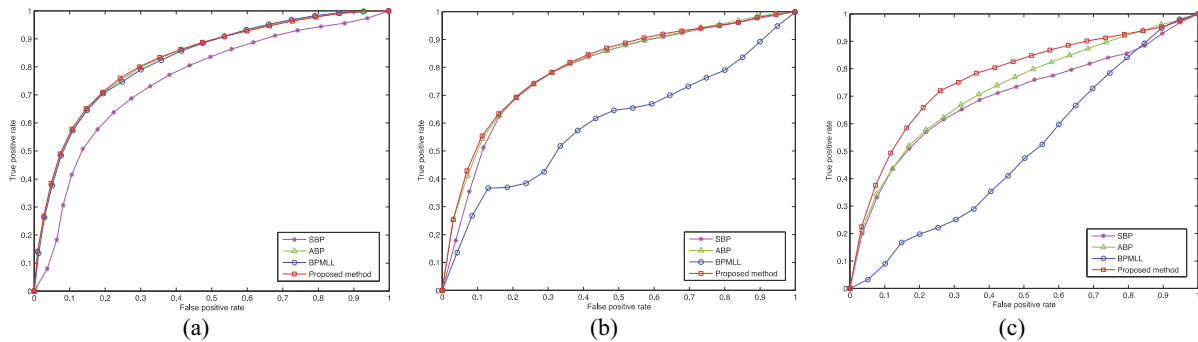 1
0.9
0.8
0.7
0.6
0.5
0.4
0.3
0.2
0.1
0
True positive rate
SBP
ABP
BPMLL
Proposed method
0 0.1 0.2 0.3 0.4 0.5 0.6 0.7 0.8 0.9 1
False positive rate
(a)
1
0.9
0.8
0.7
0.6
0.5
0.4
0.3
0.2
0.1
0
True positive rate
SBP
ABP
BPMLL
Proposed method
0 0.1 0.2 0.3 0.4 0.5 0.6 0.7 0.8 0.9 1
False positive rate
(b)
1
0.9
0.8
0.7
0.6
0.5
0.4
0.3
0.2
0.1
0
True positive rate
SBP
ABP
BPMLL
Proposed method
0 0.1 0.2 0.3 0.4 0.5 0.6 0.7 0.8 0.9 1
False positive rate
(c)